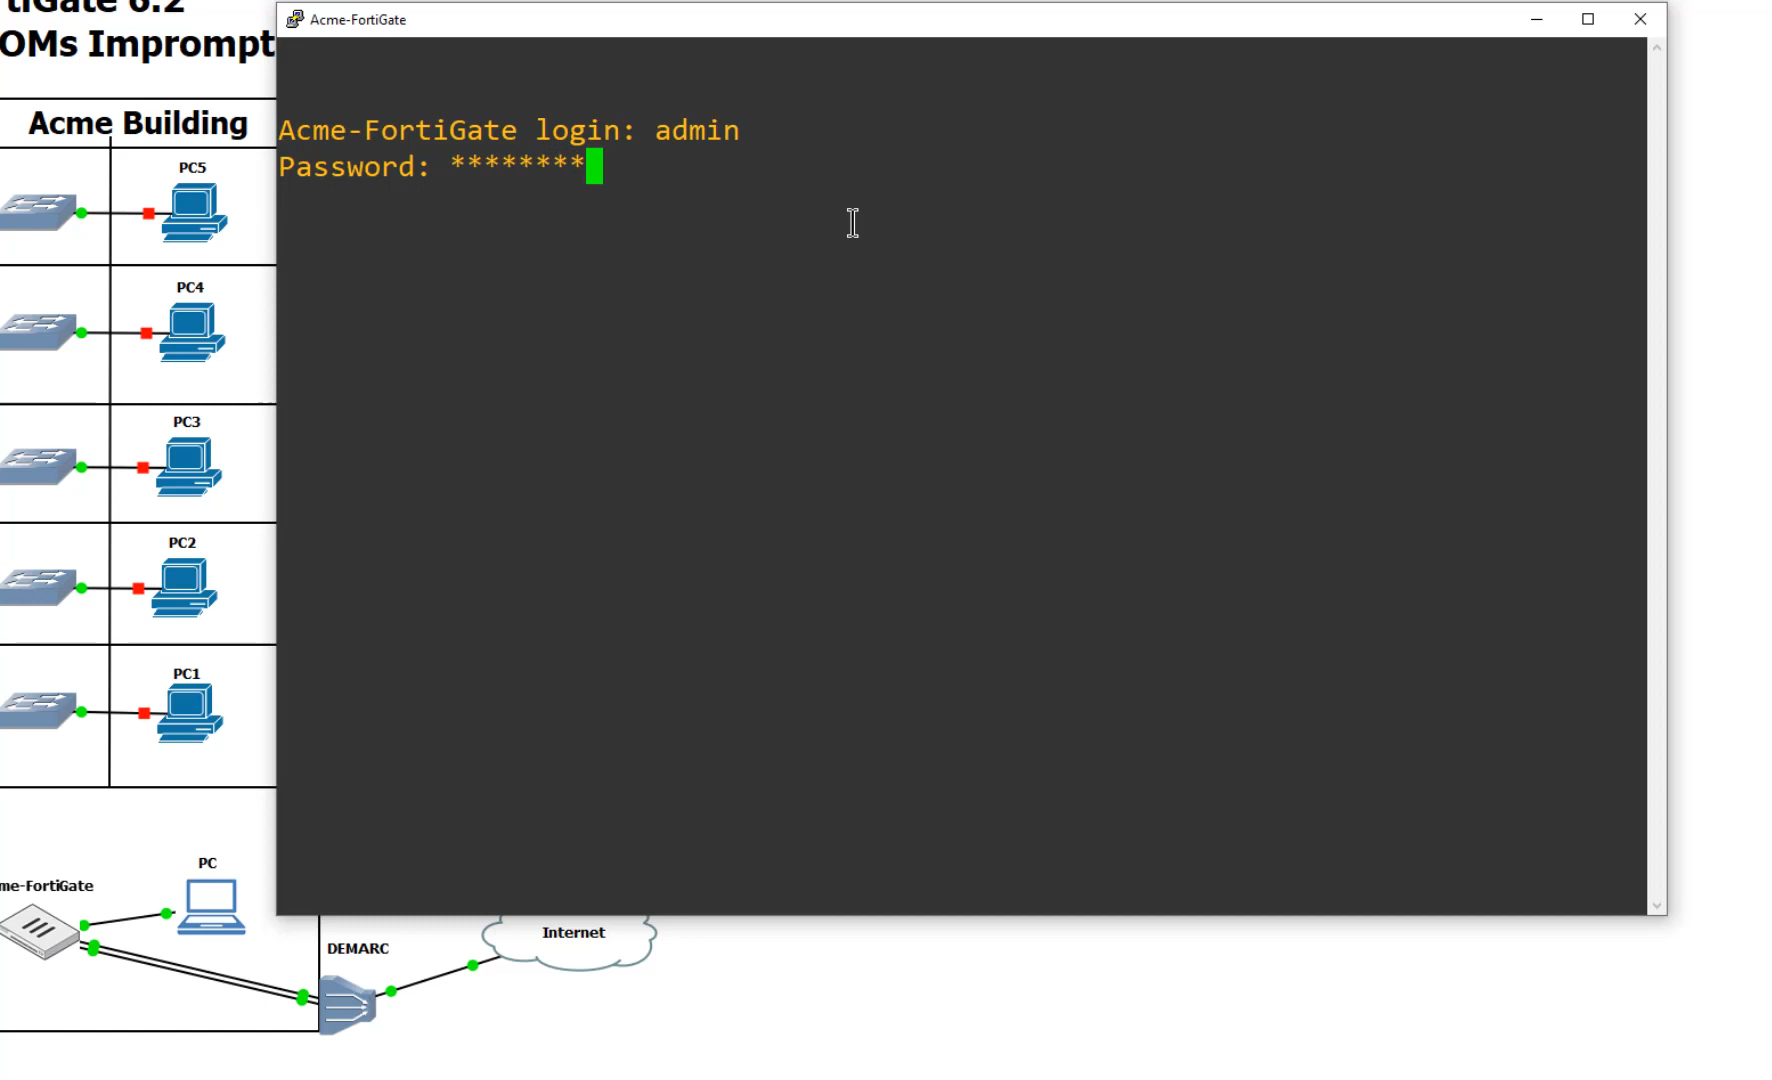 tiGate 6.2
OMs Imprompt
Acme Building
PC5
PC4
PC3
PC2
PC1
PC
me-FortiGate
DEMARC
Internet
Acme-FortiGate
Acme-FortiGate login: admin
Password: ********